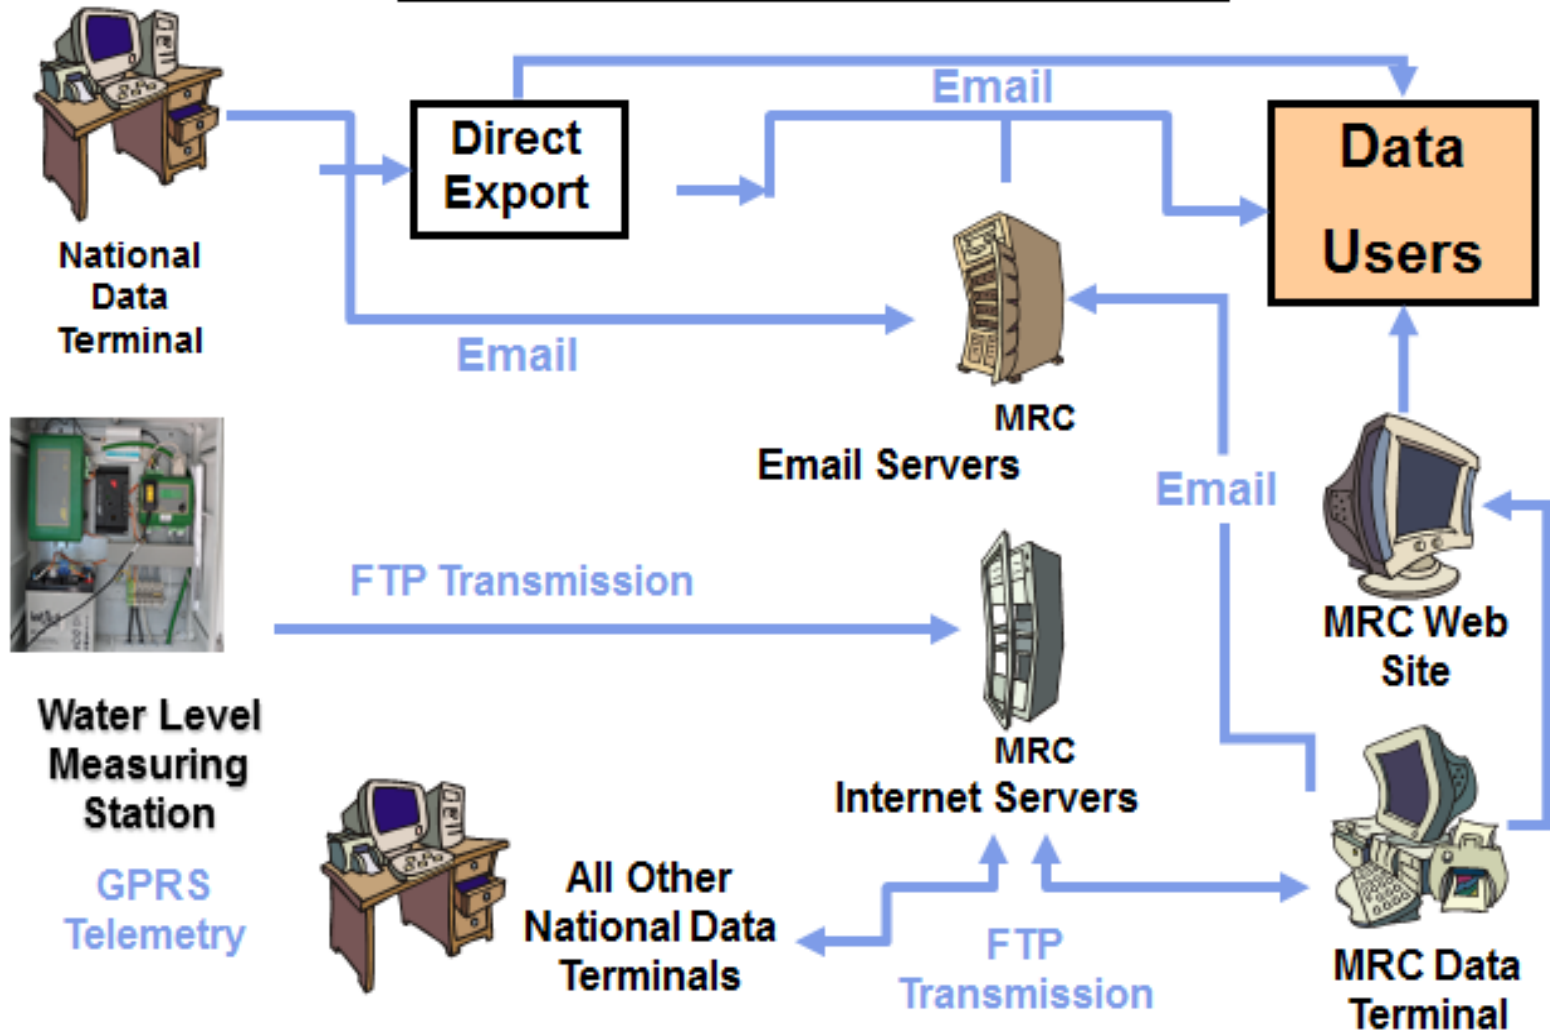 Email
Direct
Export
Data
Users
National
Data
Terminal
Email
MRC
Email Servers
Email
FTP Transmission
MRC Web
Site
Water Level
Measuring
Station
MRC
Internet Servers
GPRS
Telemetry
All Other
National Data
Terminals
FTP
Transmission
MRC Data
Terminal